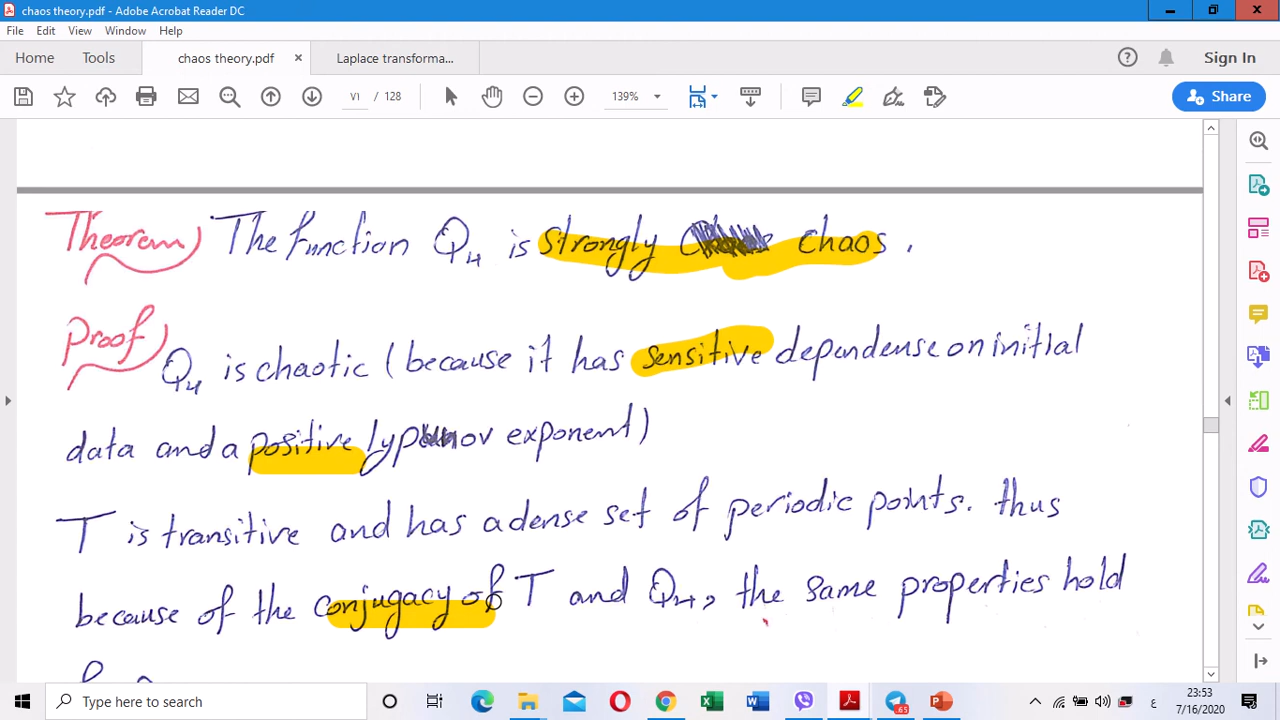 chaos theory.pdf - Adobe Acrobat Reader DC
File Edit View Window Help
Home Tools chaos theory.pdf × Laplace transforma... Sign In
٧١ / 128 139% Share
Theorem) The function Q4 is strongly chaos .
Proof) Q4 is chaotic (because it has sensitive dependense on initial
data and a positive exponent)
T is transitive and has a dense set of periodic points. thus
because of the conjugacy of T and Q4, the same properties hold
Type here to search
65
ع
23:53
7/16/2020